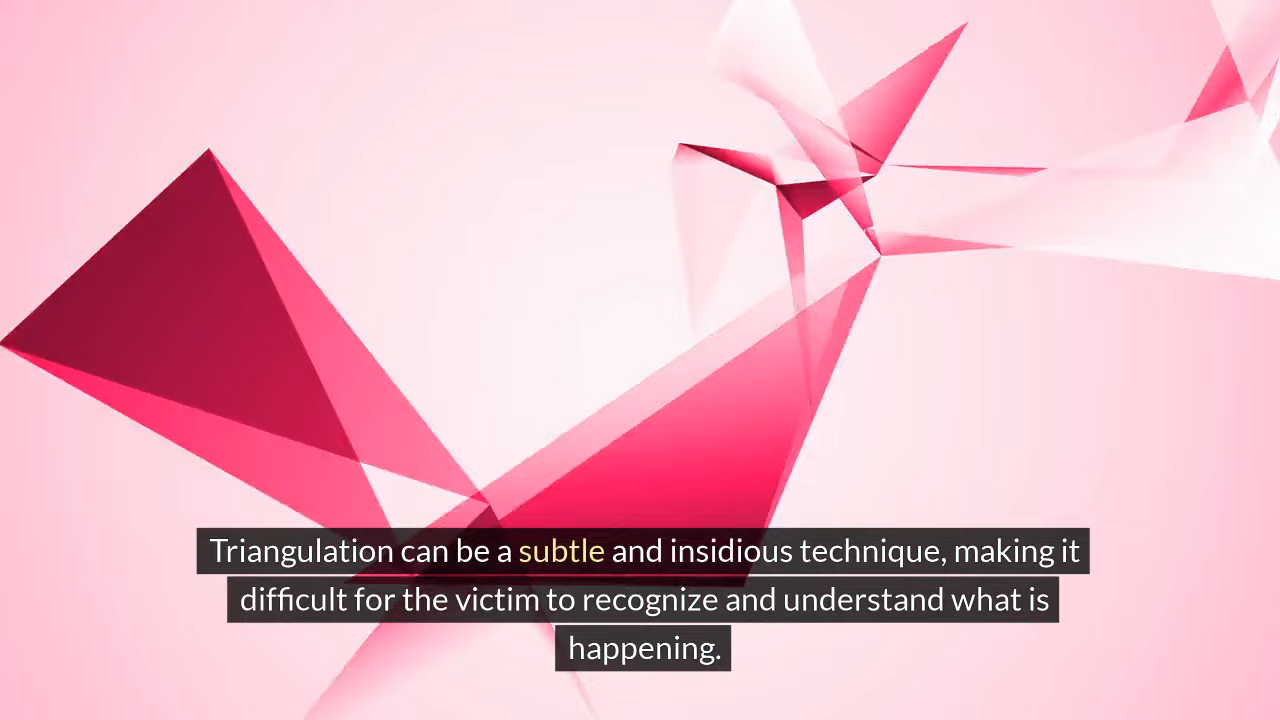 Triangulation can be a subtle and insidious technique, making it
difficult for the victim to recognize and understand what is
happening.